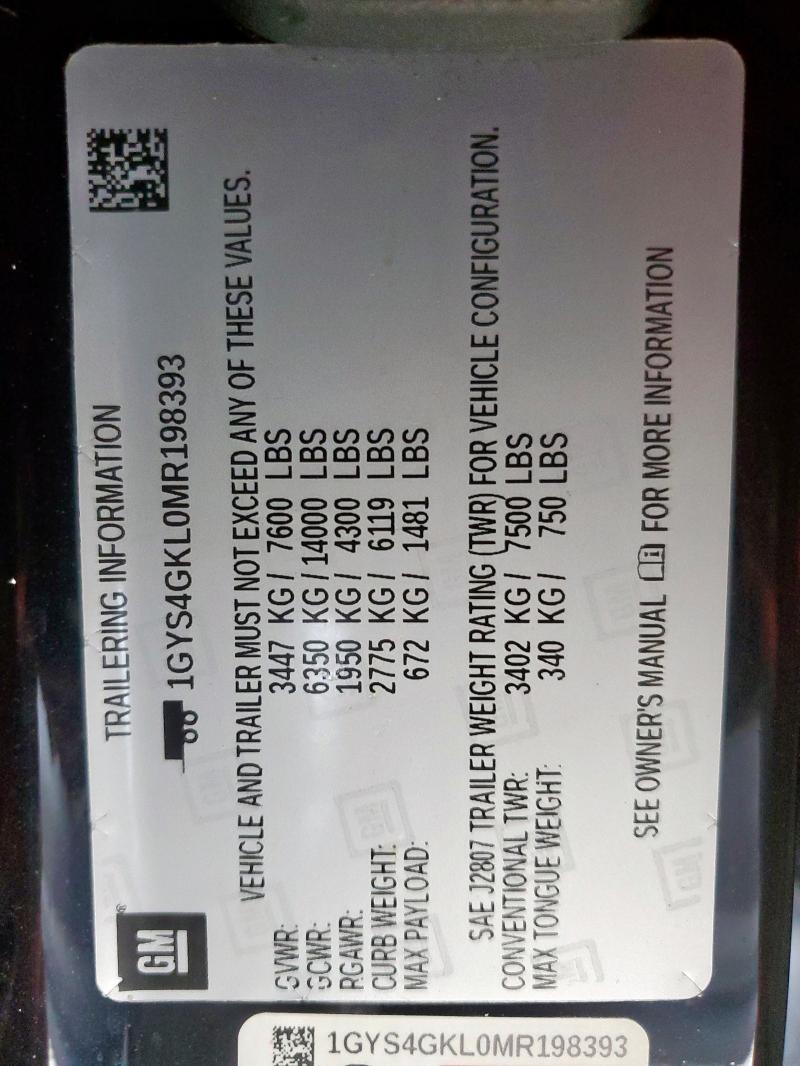 GM
TRAILERING INFORMATION
1GYS4GKL0MR198393
VEHICLE AND TRAILER MUST NOT EXCEED ANY OF THESE VALUES.
GVWR: 3447 KG / 7600 LBS
GCWR: 6350 KG / 14000 LBS
RGAWR: 1950 KG / 4300 LBS
CURB WEIGHT: 2775 KG / 6119 LBS
MAX PAYLOAD: 672 KG / 1481 LBS
SAE J2807 TRAILER WEIGHT RATING (TWR) FOR VEHICLE CONFIGURATION.
CONVENTIONAL TWR: 3402 KG / 7500 LBS
MAX TONGUE WEIGHT: 340 KG / 750 LBS
SEE OWNER'S MANUAL FOR MORE INFORMATION
1GYS4GKL0MR198393